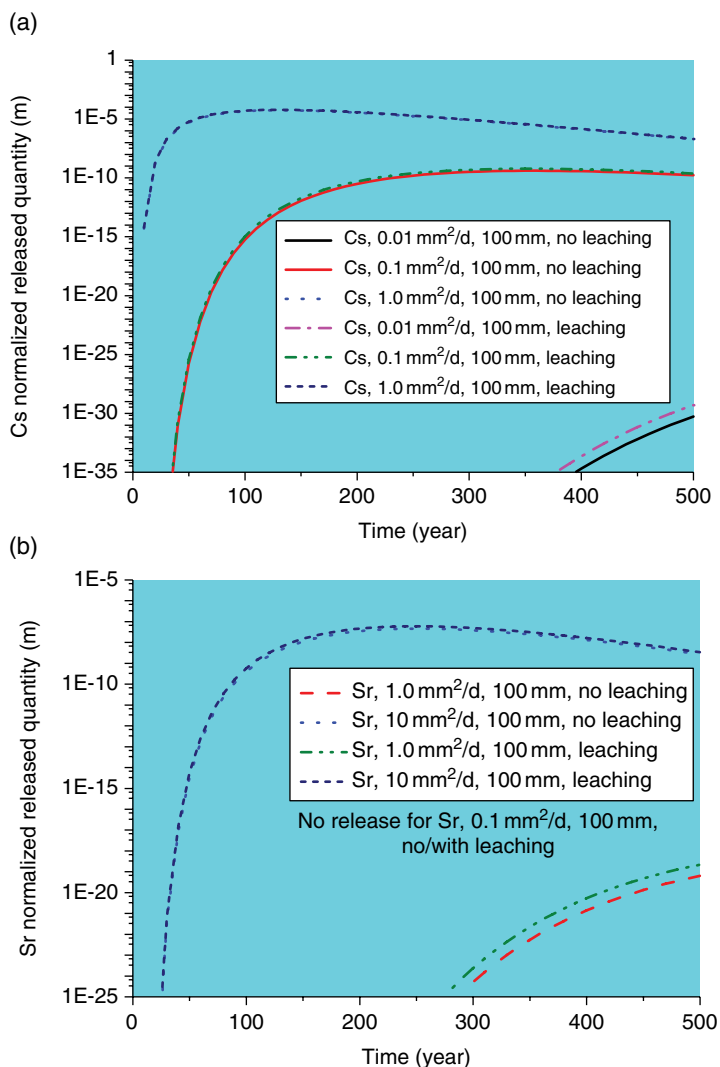 (a)
1
1E-5
1E-10
1E-15
1E-20
1E-25
1E-30
1E-35
Cs normalized released quantity (m)
Cs, 0.01 mm²/d, 100 mm, no leaching
Cs, 0.1 mm²/d, 100 mm, no leaching
Cs, 1.0 mm²/d, 100 mm, no leaching
Cs, 0.01 mm²/d, 100 mm, leaching
Cs, 0.1 mm²/d, 100 mm, leaching
Cs, 1.0 mm²/d, 100 mm, leaching
0 100 200 300 400 500
Time (year)
(b)
1E-5
1E-10
1E-15
1E-20
1E-25
Sr normalized released quantity (m)
Sr, 1.0 mm²/d, 100 mm, no leaching
Sr, 10 mm²/d, 100 mm, no leaching
Sr, 1.0 mm²/d, 100 mm, leaching
Sr, 10 mm²/d, 100 mm, leaching
No release for Sr, 0.1 mm²/d, 100 mm,
no/with leaching
0 100 200 300 400 500
Time (year)